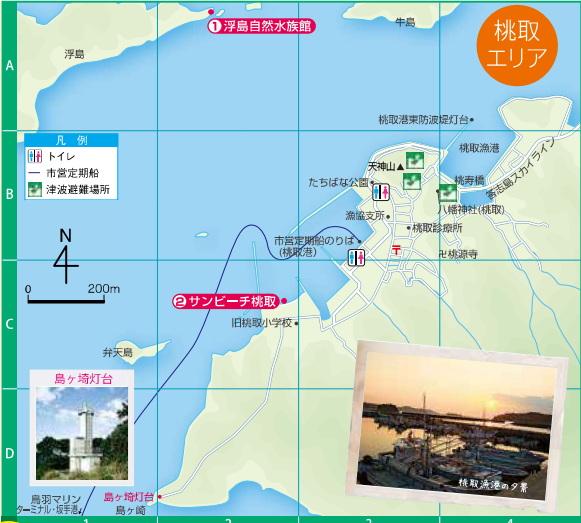 桃取
エリア
① 浮島自然水族館
牛島
浮島
A
桃取港東防波堤灯台
凡 例
トイレ
市営定期船
津波避難場所
桃取漁港
答志島スカイライン
天神山▲
桃寿橋
たちばな公園
B
八幡神社(桃取)
漁協支所
桃取診療所
市営定期船のりば
(桃取港)
〒
卍桃源寺
N
0 200m
② サンビーチ桃取
C
旧桃取小学校
弁天島
島ヶ崎灯台
D
桃取漁港の夕景
鳥羽マリン
ターミナル・坂手港
島ヶ崎灯台
島ヶ崎
1 2 3 4